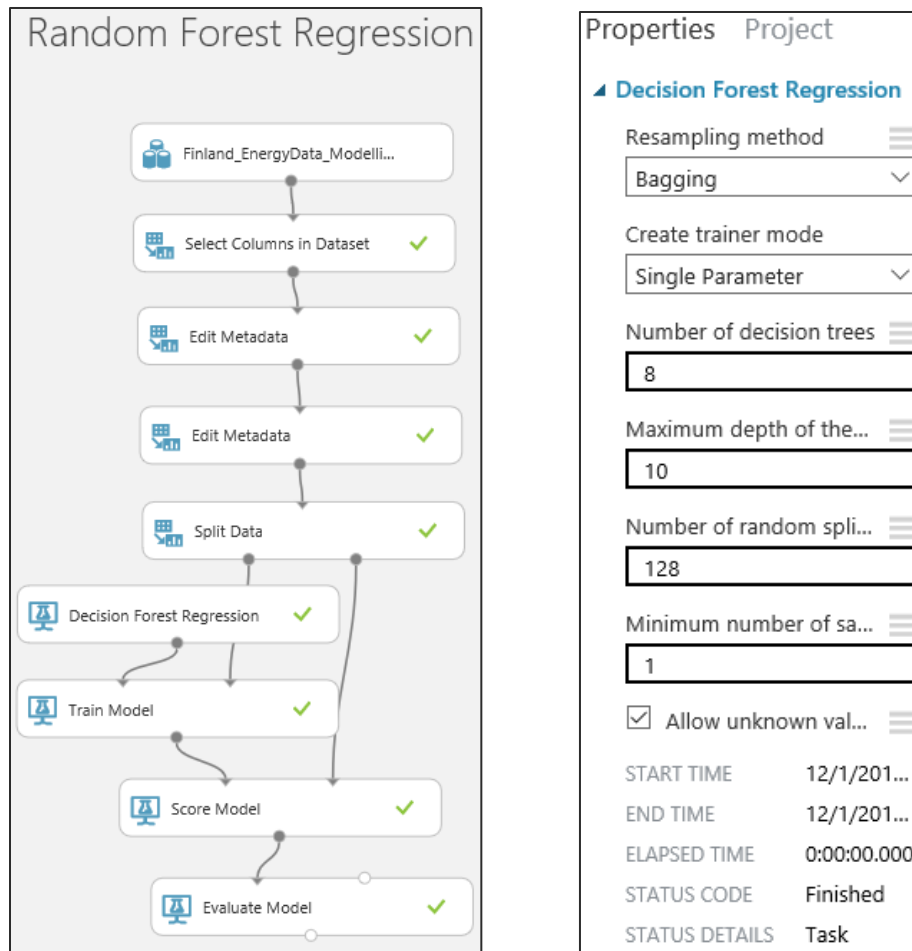 Random Forest Regression
Finland_EnergyData_Modelli...
Select Columns in Dataset
Edit Metadata
Edit Metadata
Split Data
Decision Forest Regression
Train Model
Score Model
Evaluate Model
Properties Project
Decision Forest Regression
Resampling method
Bagging
Create trainer mode
Single Parameter
Number of decision trees
8
Maximum depth of the...
10
Number of random spli...
128
Minimum number of sa...
1
Allow unknown val...
START TIME 12/1/201...
END TIME 12/1/201...
ELAPSED TIME 0:00:00.000
STATUS CODE Finished
STATUS DETAILS Task